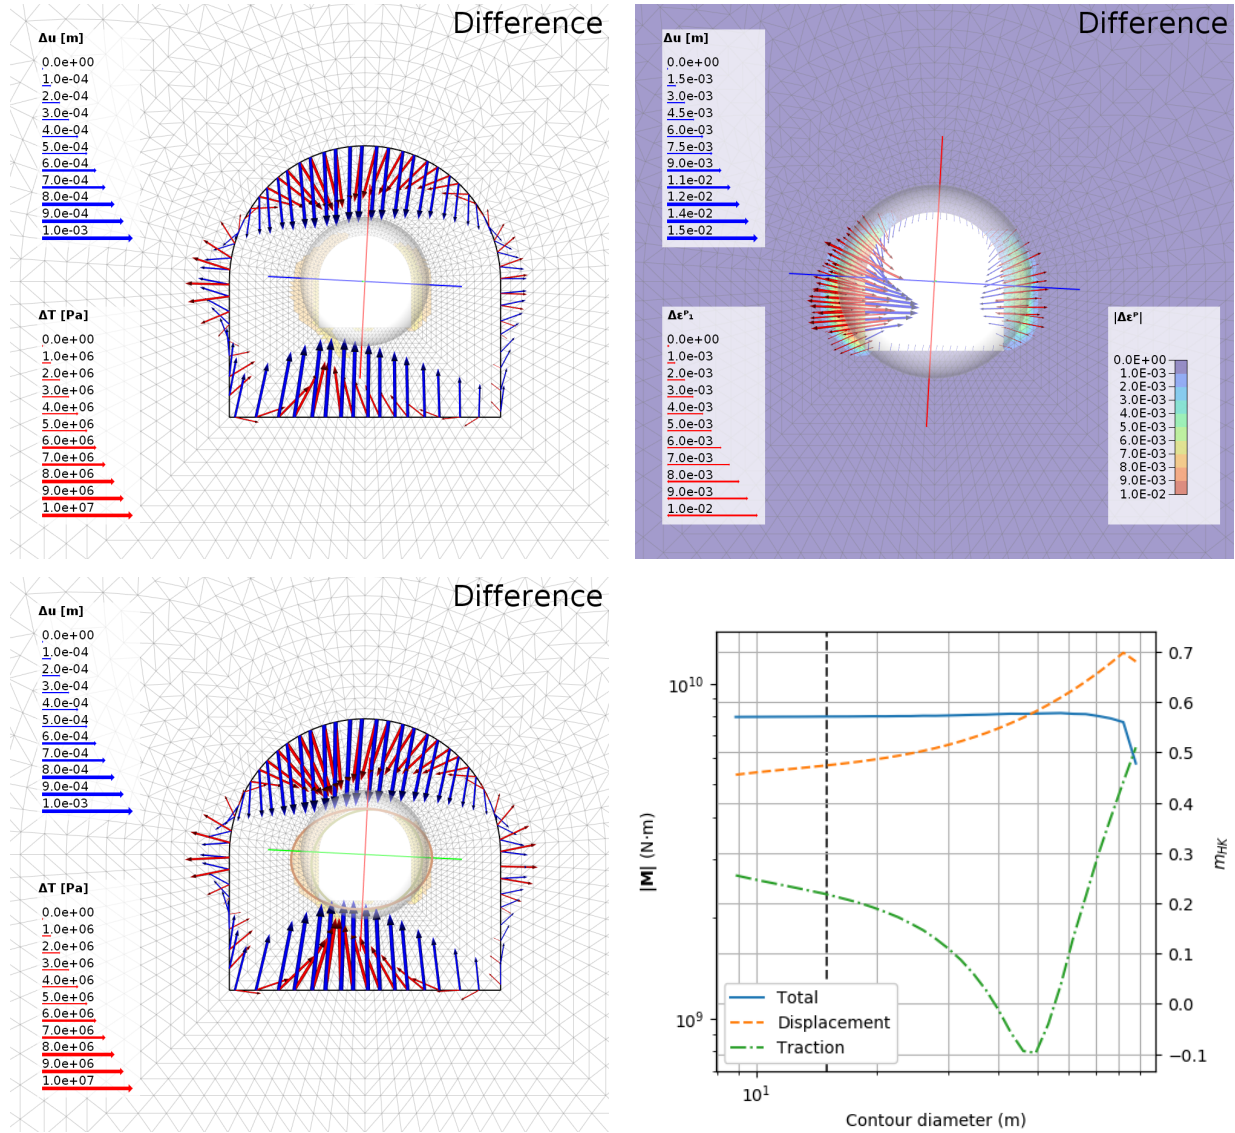 Difference
Δu [m]
0.0e+00
1.0e-04
2.0e-04
3.0e-04
4.0e-04
5.0e-04
6.0e-04
7.0e-04
8.0e-04
9.0e-04
1.0e-03
ΔT [Pa]
0.0e+00
1.0e+06
2.0e+06
3.0e+06
4.0e+06
5.0e+06
6.0e+06
7.0e+06
8.0e+06
9.0e+06
1.0e+07
Difference
Δu [m]
0.0e+00
1.5e-03
3.0e-03
4.5e-03
6.0e-03
7.5e-03
9.0e-03
1.1e-02
1.2e-02
1.4e-02
1.5e-02
Δεᵖ₁
0.0e+00
1.0e-03
2.0e-03
3.0e-03
4.0e-03
5.0e-03
6.0e-03
7.0e-03
8.0e-03
9.0e-03
1.0e-02
|Δεᵖ|
0.0E+00
1.0E-03
2.0E-03
3.0E-03
4.0E-03
5.0E-03
6.0E-03
7.0E-03
8.0E-03
9.0E-03
1.0E-02
Difference
Δu [m]
0.0e+00
1.0e-04
2.0e-04
3.0e-04
4.0e-04
5.0e-04
6.0e-04
7.0e-04
8.0e-04
9.0e-04
1.0e-03
ΔT [Pa]
0.0e+00
1.0e+06
2.0e+06
3.0e+06
4.0e+06
5.0e+06
6.0e+06
7.0e+06
8.0e+06
9.0e+06
1.0e+07
|M| (N·m)
10¹⁰
10⁹
Total
Displacement
Traction
10¹
Contour diameter (m)
0.7
0.6
0.5
0.4
0.3
0.2
0.1
0.0
−0.1
m_HK